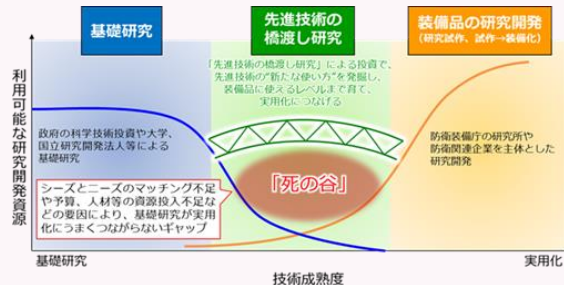 基礎研究
先進技術の
橋渡し研究
装備品の研究開発
（研究試作、試作→装備化）
「先進技術の橋渡し研究」による投資で、
先進技術の“新たな使い方”を発掘し、
装備品に使えるレベルまで育て、
実用化につなげる
利用可能な研究開発資源
政府の科学技術投資や大学、
国立研究開発法人等による
基礎研究
防衛装備庁の研究所や
防衛関連企業を主体とした
研究開発
「死の谷」
シーズとニーズのマッチング不足
や予算、人材等の資源投入不足な
どの要因により、基礎研究が実用
化にうまくつながらないギャップ
基礎研究
実用化
技術成熟度